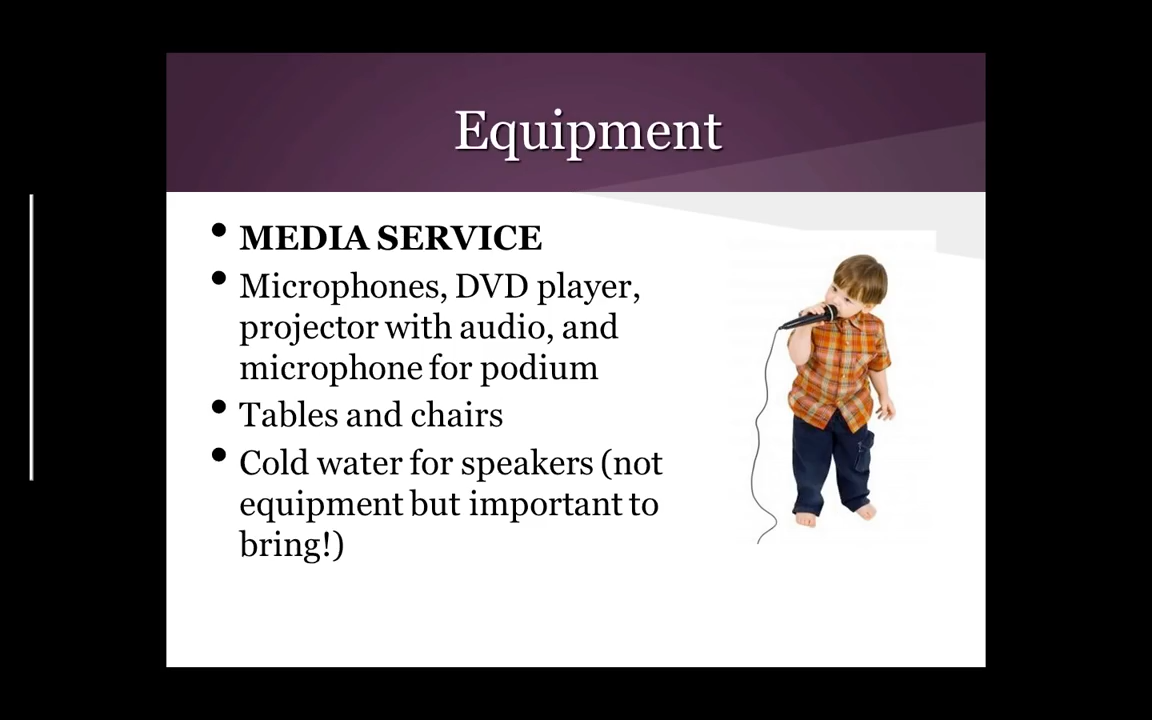 Equipment
• MEDIA SERVICE
• Microphones, DVD player,
projector with audio, and
microphone for podium
• Tables and chairs
• Cold water for speakers (not
equipment but important to
bring!)